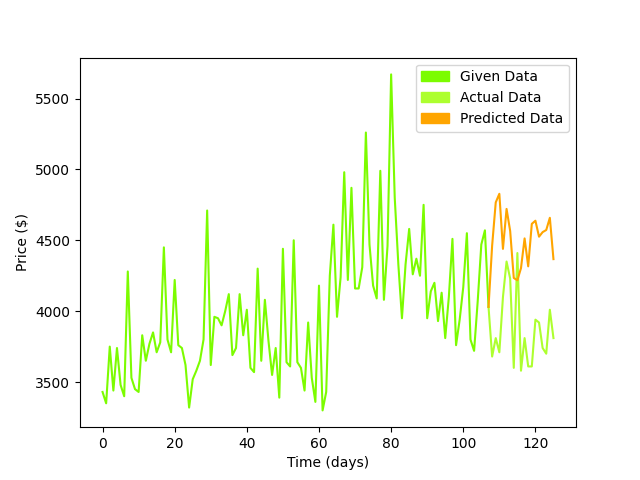 Given Data
Actual Data
Predicted Data
5500
5000
4500
4000
3500
Price ($)
0 20 40 60 80 100 120
Time (days)